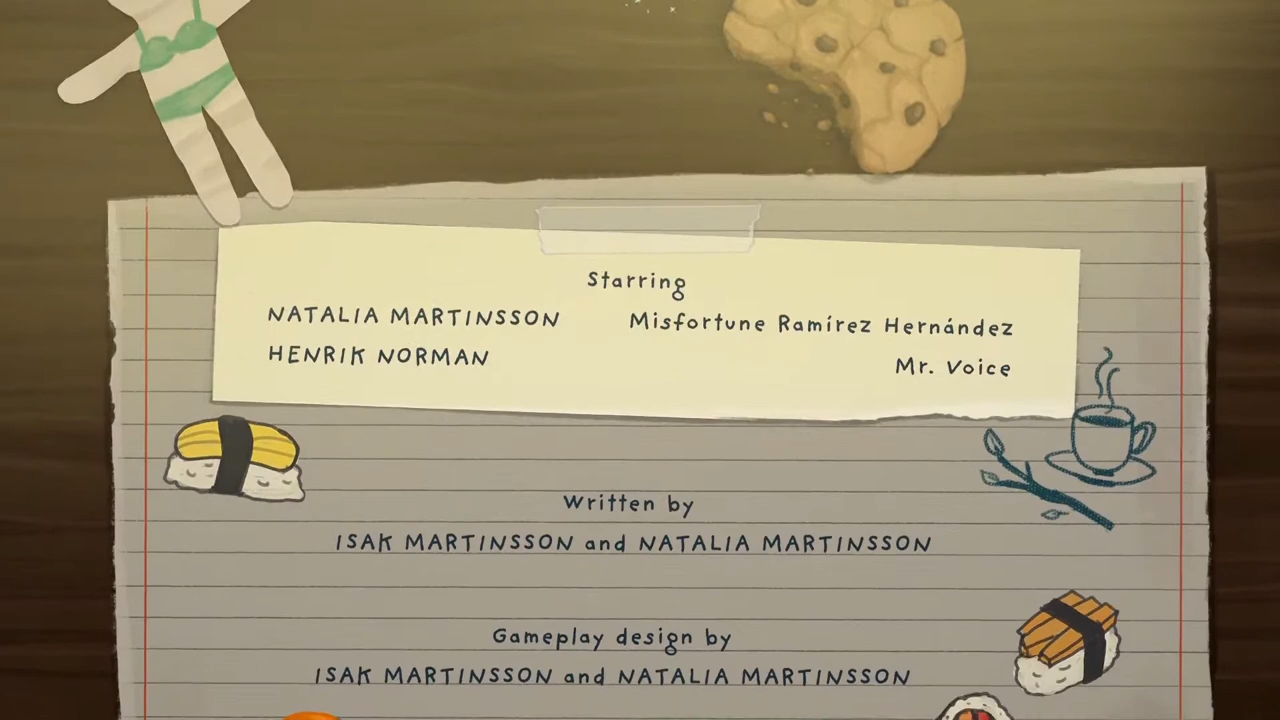 Starring
NATALIA MARTINSSON Misfortune Ramírez Hernández
HENRIK NORMAN Mr. Voice
Written by
ISAK MARTINSSON and NATALIA MARTINSSON
Gameplay design by
ISAK MARTINSSON and NATALIA MARTINSSON